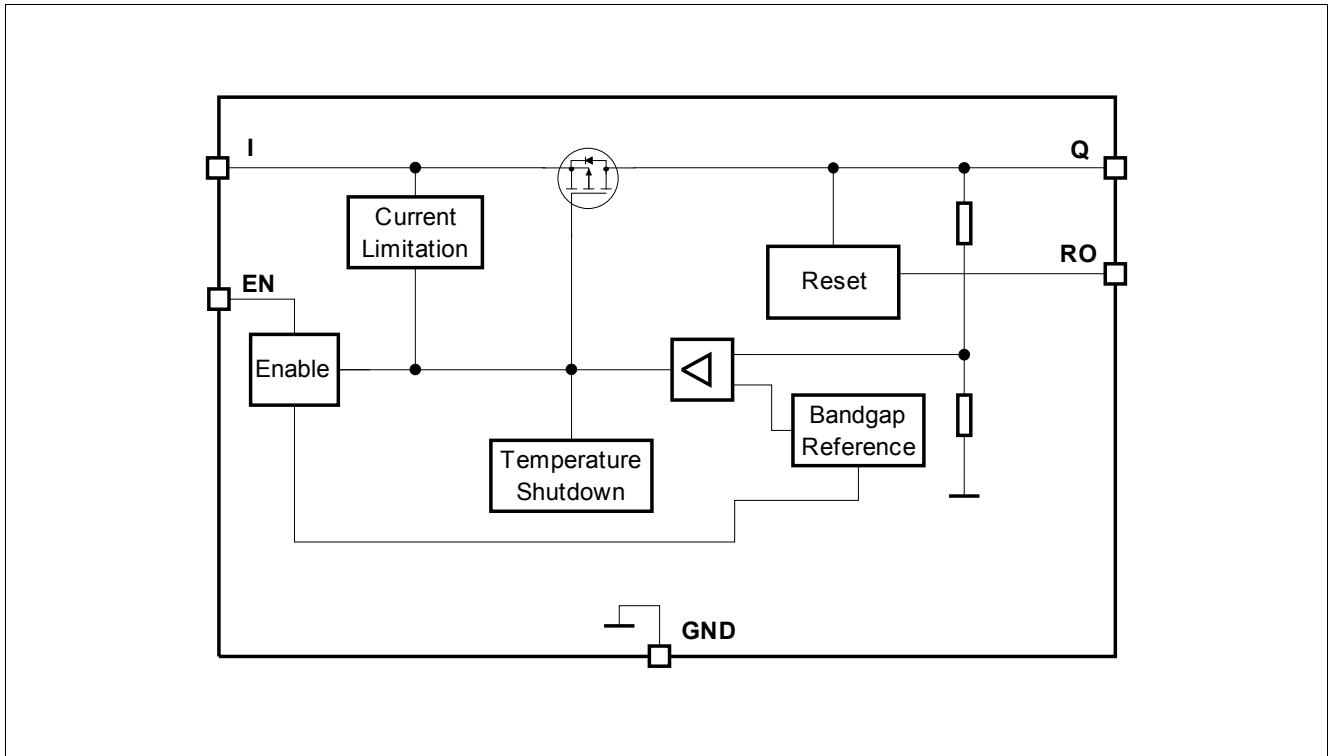 I
Q
Current
Limitation
RO
Reset
EN
Enable
Bandgap
Reference
Temperature
Shutdown
GND